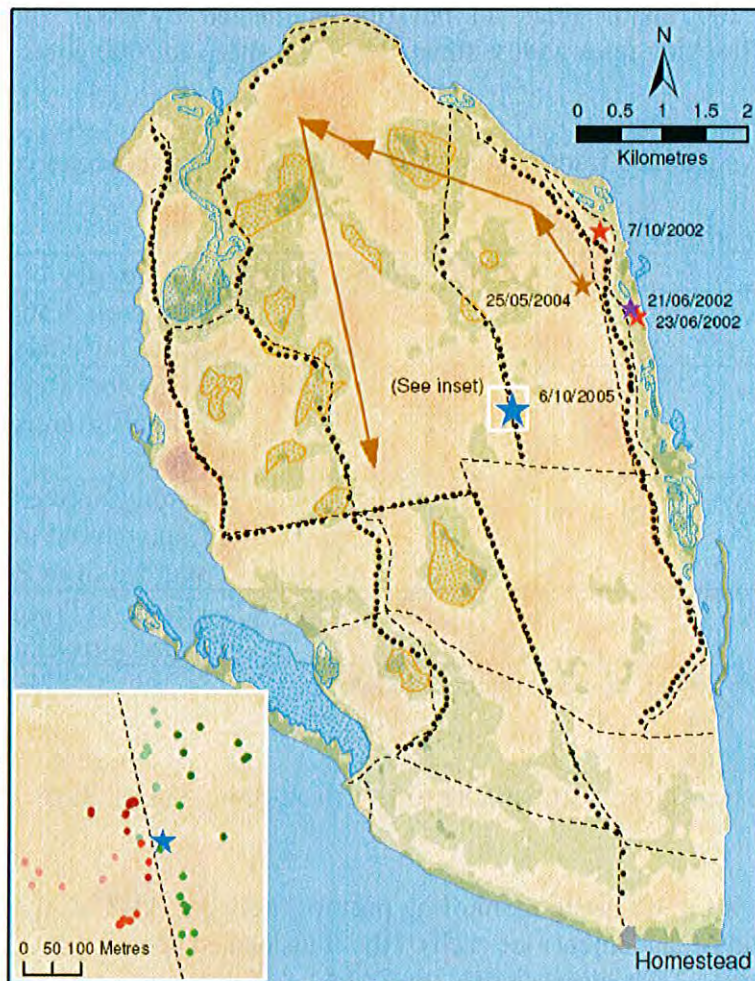 N
0 0.5 1 1.5 2
Kilometres
7/10/2002
25/05/2004
21/06/2002
23/06/2002
(See inset)
6/10/2005
0 50 100 Metres
Homestead